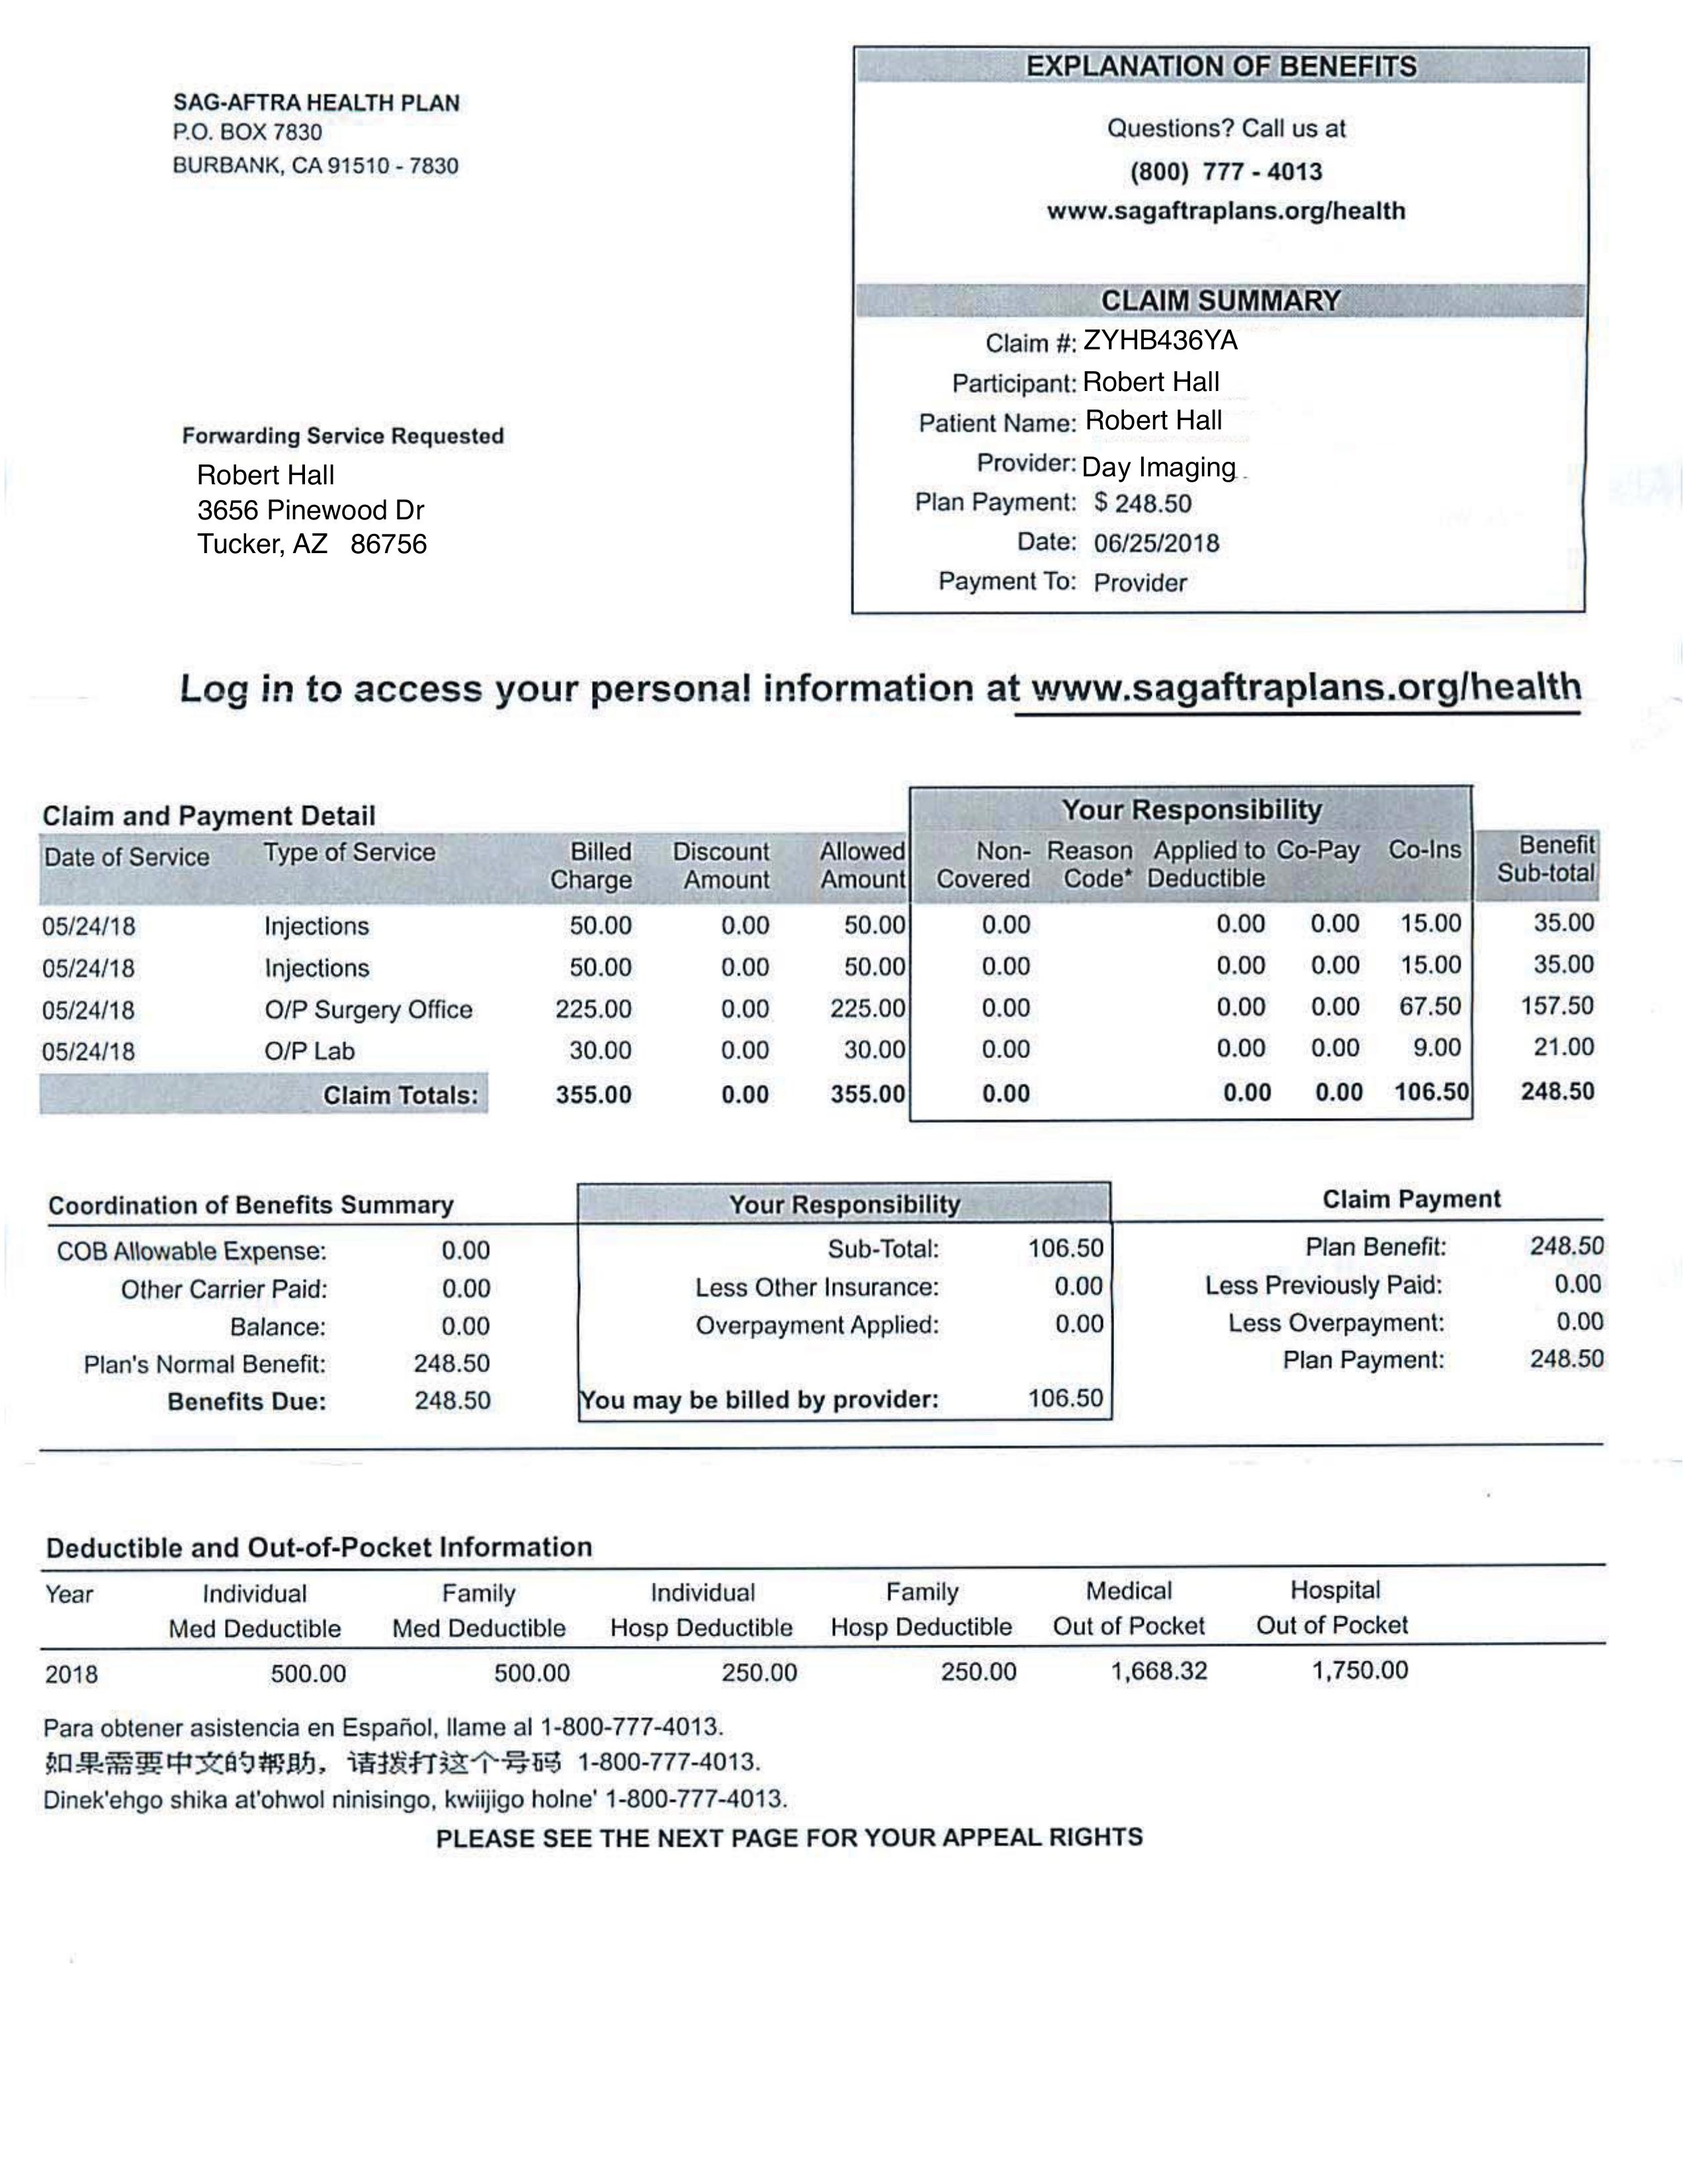 SAG-AFTRA HEALTH PLAN
P.O. BOX 7830
BURBANK, CA 91510 - 7830
EXPLANATION OF BENEFITS
Questions? Call us at
(800) 777 - 4013
www.sagaftraplans.org/health
CLAIM SUMMARY
Claim #: ZYHB436YA
Participant: Robert Hall
Patient Name: Robert Hall
Provider: Day Imaging
Plan Payment: $ 248.50
Date: 06/25/2018
Payment To: Provider
Forwarding Service Requested
Robert Hall
3656 Pinewood Dr
Tucker, AZ 86756
Log in to access your personal information at www.sagaftraplans.org/health
Claim and Payment Detail
Your Responsibility
Date of Service Type of Service Billed Discount Allowed Non- Reason Applied to Co-Pay Co-Ins Benefit
Charge Amount Amount Covered Code* Deductible Sub-total
05/24/18 Injections 50.00 0.00 50.00 0.00 0.00 0.00 15.00 35.00
05/24/18 Injections 50.00 0.00 50.00 0.00 0.00 0.00 15.00 35.00
05/24/18 O/P Surgery Office 225.00 0.00 225.00 0.00 0.00 0.00 67.50 157.50
05/24/18 O/P Lab 30.00 0.00 30.00 0.00 0.00 0.00 9.00 21.00
Claim Totals: 355.00 0.00 355.00 0.00 0.00 0.00 106.50 248.50
Coordination of Benefits Summary
COB Allowable Expense: 0.00
Other Carrier Paid: 0.00
Balance: 0.00
Plan's Normal Benefit: 248.50
Benefits Due: 248.50
Your Responsibility
Sub-Total: 106.50
Less Other Insurance: 0.00
Overpayment Applied: 0.00
You may be billed by provider: 106.50
Claim Payment
Plan Benefit: 248.50
Less Previously Paid: 0.00
Less Overpayment: 0.00
Plan Payment: 248.50
Deductible and Out-of-Pocket Information
Year Individual Family Individual Family Medical Hospital
Med Deductible Med Deductible Hosp Deductible Hosp Deductible Out of Pocket Out of Pocket
2018 500.00 500.00 250.00 250.00 1,668.32 1,750.00
Para obtener asistencia en Español, llame al 1-800-777-4013.
如果需要中文的帮助，请拨打这个号码 1-800-777-4013.
Dinek'ehgo shika at'ohwol ninisingo, kwiijigo holne' 1-800-777-4013.
PLEASE SEE THE NEXT PAGE FOR YOUR APPEAL RIGHTS